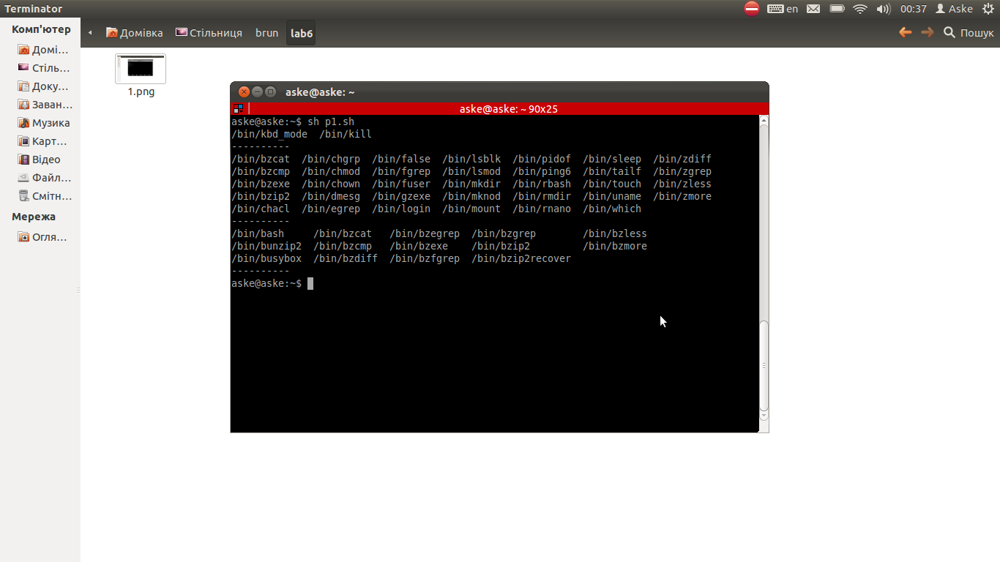 Terminator en 00:37 Aske
Комп'ютер
Домівка Стільниця brun lab6 Пошук
Домі...
Стіль...
Доку...
Заван...
Музика
Карт...
Відео
Файл...
Смітн...
Мережа
Огля...
1.png
aske@aske: ~
aske@aske: ~ 90x25
aske@aske:~$ sh p1.sh
/bin/kbd_mode /bin/kill
----------
/bin/bzcat /bin/chgrp /bin/false /bin/lsblk /bin/pidof /bin/sleep /bin/zdiff
/bin/bzcmp /bin/chmod /bin/fgrep /bin/lsmod /bin/ping6 /bin/tailf /bin/zgrep
/bin/bzexe /bin/chown /bin/fuser /bin/mkdir /bin/rbash /bin/touch /bin/zless
/bin/bzip2 /bin/dmesg /bin/gzexe /bin/mknod /bin/rmdir /bin/uname /bin/zmore
/bin/chacl /bin/egrep /bin/login /bin/mount /bin/rnano /bin/which
----------
/bin/bash /bin/bzcat /bin/bzegrep /bin/bzgrep /bin/bzless
/bin/bunzip2 /bin/bzcmp /bin/bzexe /bin/bzip2 /bin/bzmore
/bin/busybox /bin/bzdiff /bin/bzfgrep /bin/bzip2recover
----------
aske@aske:~$